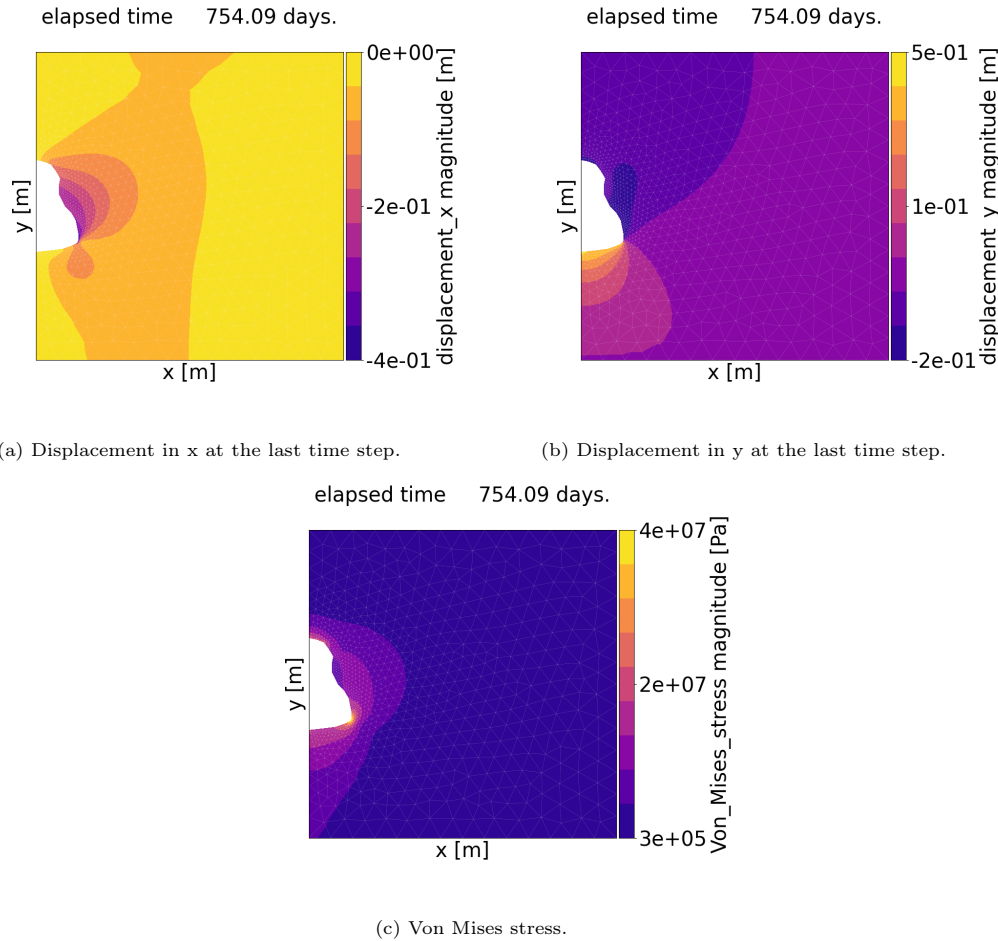 elapsed time 754.09 days.
0e+00
-2e-01
-4e-01
displacement_x magnitude [m]
y [m]
x [m]
(a) Displacement in x at the last time step.
elapsed time 754.09 days.
5e-01
1e-01
-2e-01
displacement_y magnitude [m]
y [m]
x [m]
(b) Displacement in y at the last time step.
elapsed time 754.09 days.
4e+07
2e+07
3e+05
Von_Mises_stress magnitude [Pa]
y [m]
x [m]
(c) Von Mises stress.